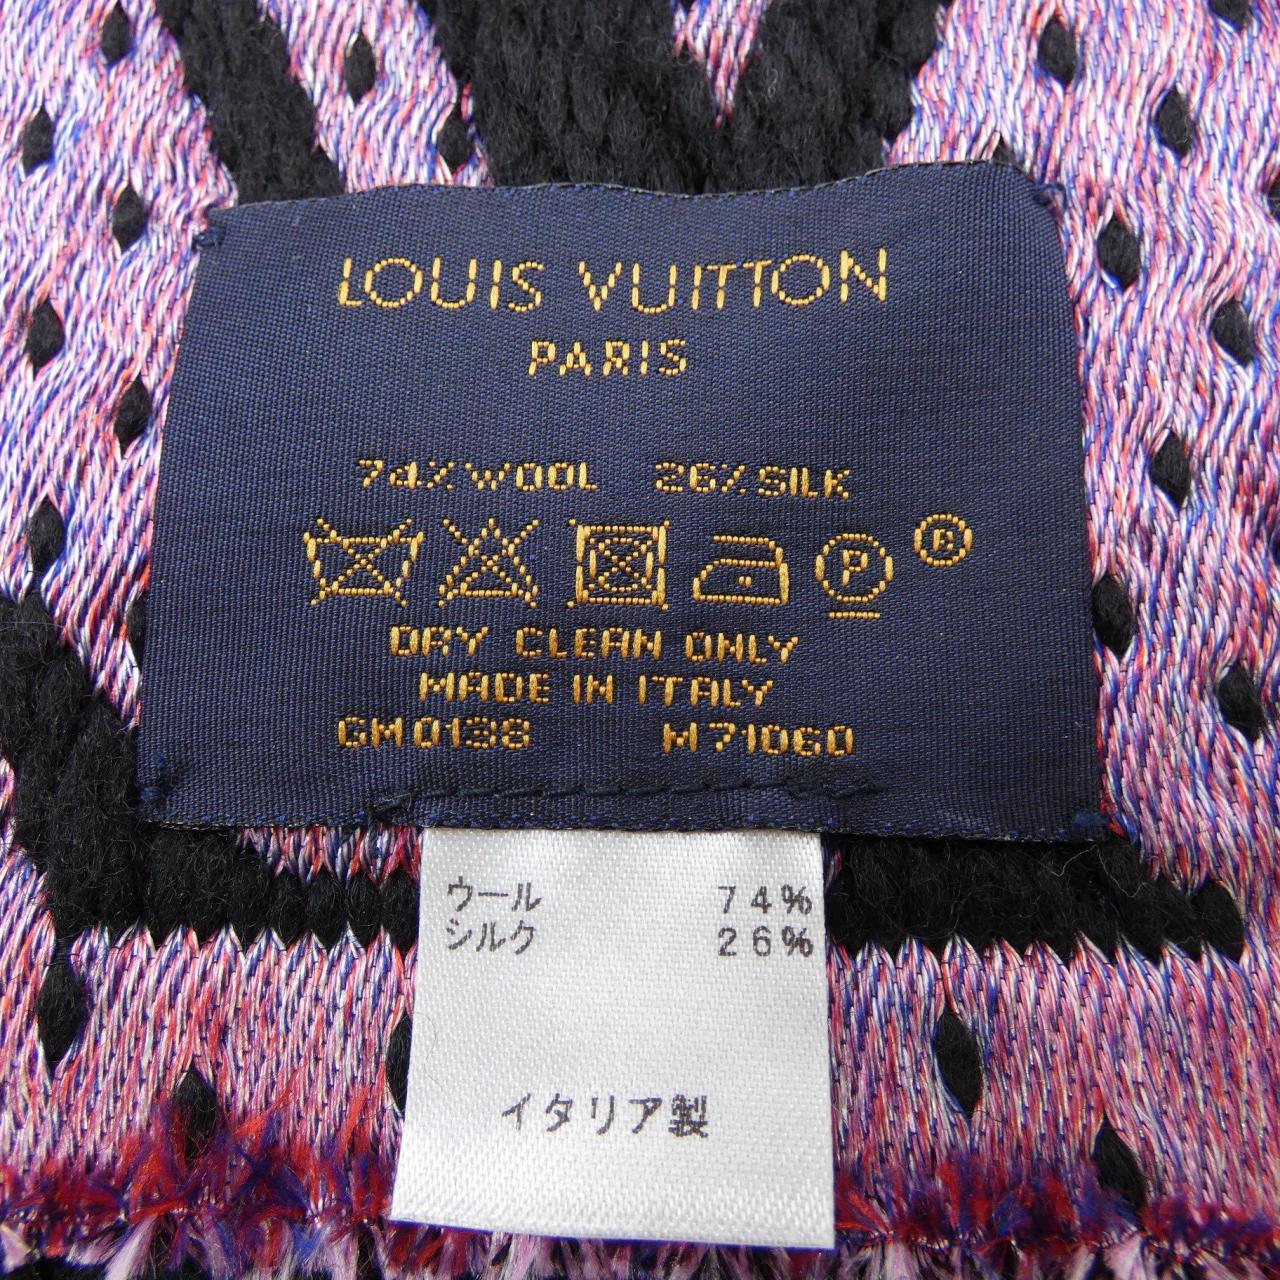 LOUIS VUITTON
PARIS
74% WOOL 26% SILK
P ®
DRY CLEAN ONLY
MADE IN ITALY
GM0138 M71060
ウール 74%
シルク 26%
イタリア製